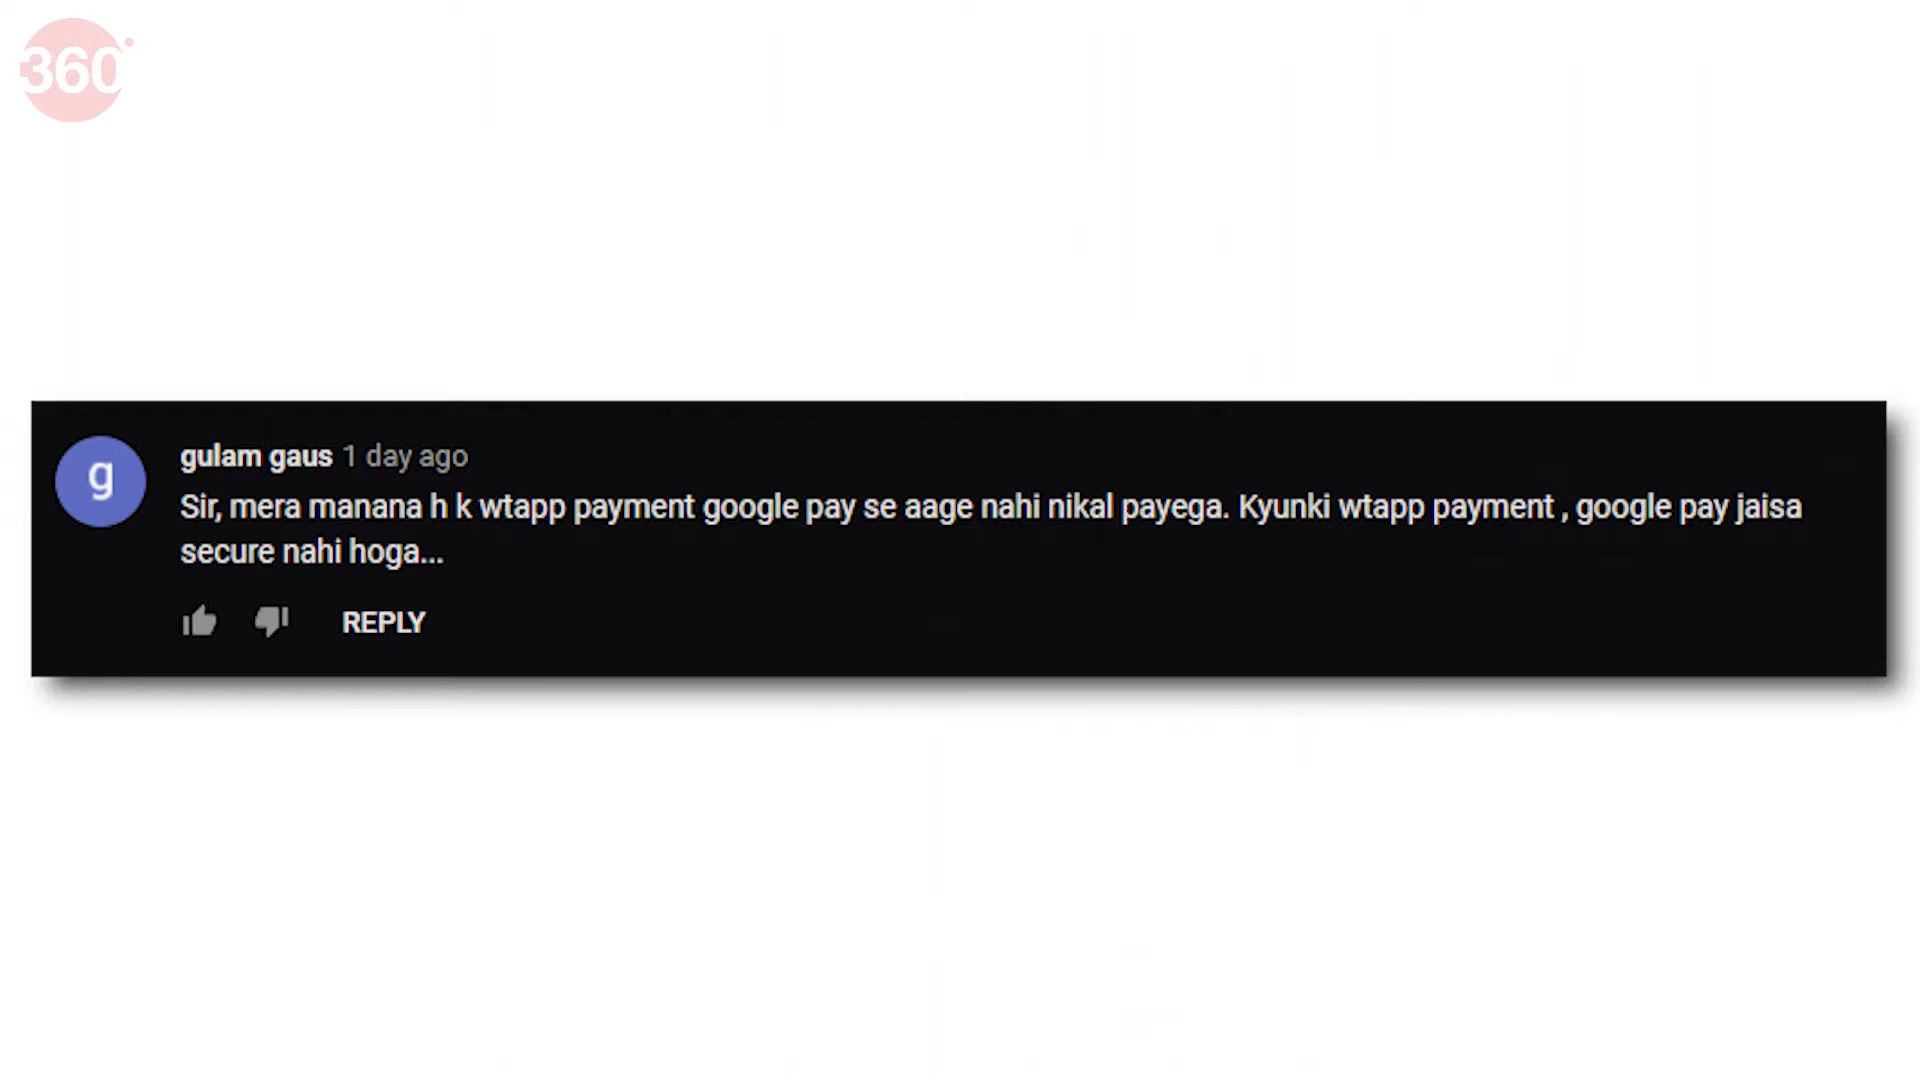 360°
g
gulam gaus 1 day ago
Sir, mera manana h k wtapp payment google pay se aage nahi nikal payega. Kyunki wtapp payment , google pay jaisa
secure nahi hoga...
REPLY